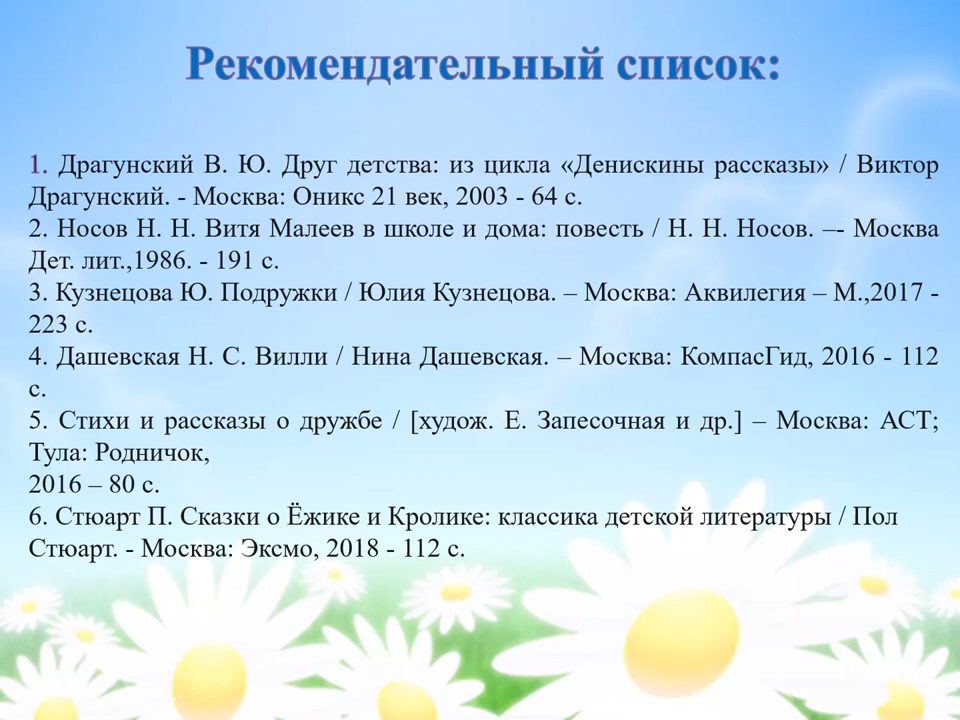 Рекомендательный список:
1. Драгунский В. Ю. Друг детства: из цикла «Денискины рассказы» / Виктор
Драгунский. - Москва: Оникс 21 век, 2003 - 64 с.
2. Носов Н. Н. Витя Малеев в школе и дома: повесть / Н. Н. Носов. –- Москва
Дет. лит.,1986. - 191 с.
3. Кузнецова Ю. Подружки / Юлия Кузнецова. – Москва: Аквилегия – М.,2017 -
223 с.
4. Дашевская Н. С. Вилли / Нина Дашевская. – Москва: КомпасГид, 2016 - 112
с.
5. Стихи и рассказы о дружбе / [худож. Е. Запесочная и др.] – Москва: АСТ;
Тула: Родничок,
2016 – 80 с.
6. Стюарт П. Сказки о Ёжике и Кролике: классика детской литературы / Пол
Стюарт. - Москва: Эксмо, 2018 - 112 с.